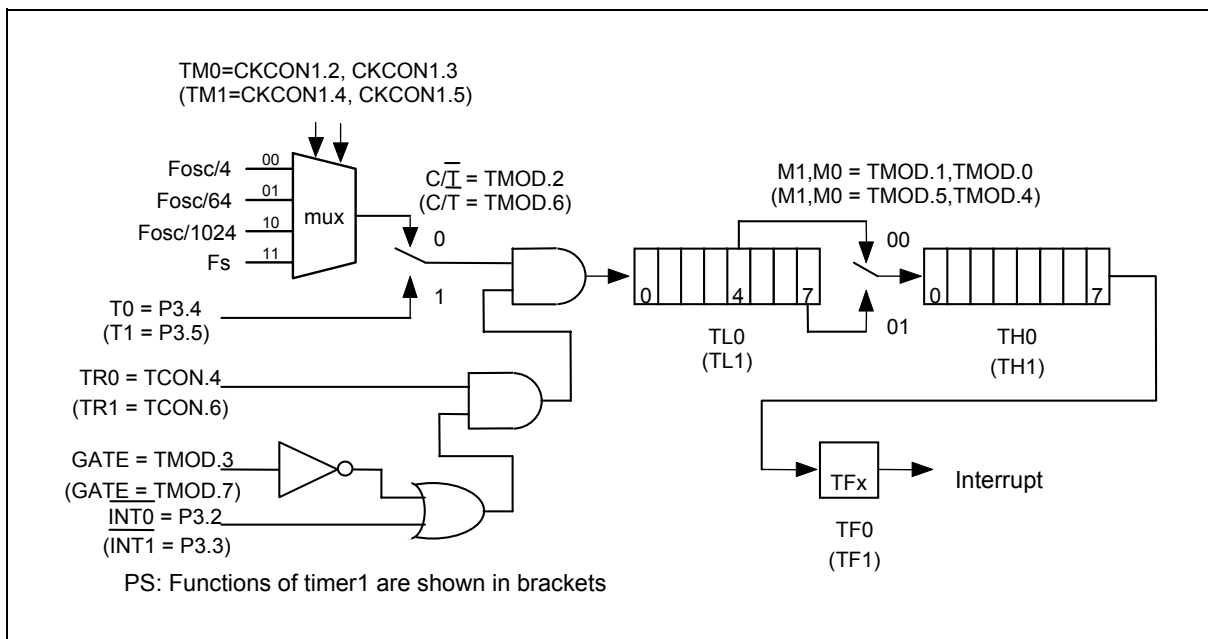 TM0=CKCON1.2, CKCON1.3
(TM1=CKCON1.4, CKCON1.5)
Fosc/4
00
Fosc/64
01
Fosc/1024
10
Fs
11
mux
C/T̅ = TMOD.2
(C/T̅ = TMOD.6)
0
1
T0 = P3.4
(T1 = P3.5)
TR0 = TCON.4
(TR1 = TCON.6)
GATE = TMOD.3
(GATE = TMOD.7)
I̅N̅T̅0̅ = P3.2
(I̅N̅T̅1̅ = P3.3)
M1,M0 = TMOD.1,TMOD.0
(M1,M0 = TMOD.5,TMOD.4)
0 4 7
TL0
(TL1)
00
01
0 7
TH0
(TH1)
TFx
Interrupt
TF0
(TF1)
PS: Functions of timer1 are shown in brackets